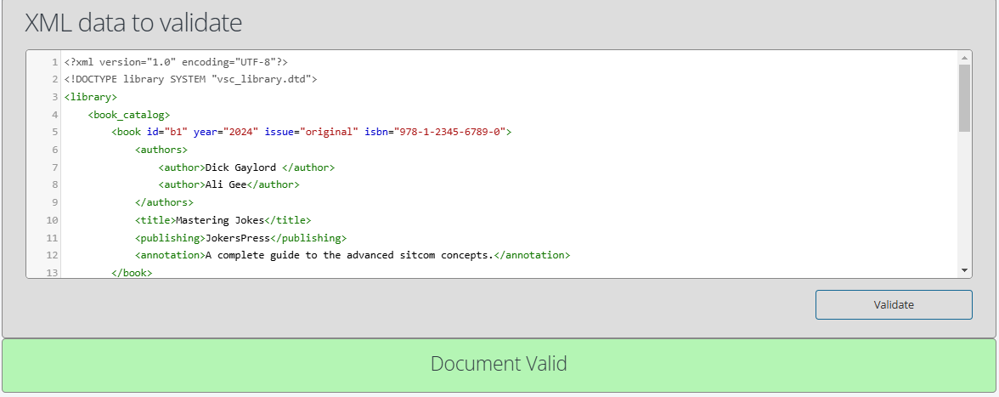 XML data to validate
1 <?xml version="1.0" encoding="UTF-8"?>
2 <!DOCTYPE library SYSTEM "vsc_library.dtd">
3 <library>
4     <book_catalog>
5         <book id="b1" year="2024" issue="original" isbn="978-1-2345-6789-0">
6             <authors>
7                 <author>Dick Gaylord </author>
8                 <author>Ali Gee</author>
9             </authors>
10             <title>Mastering Jokes</title>
11             <publishing>JokersPress</publishing>
12             <annotation>A complete guide to the advanced sitcom concepts.</annotation>
13         </book>
Validate
Document Valid